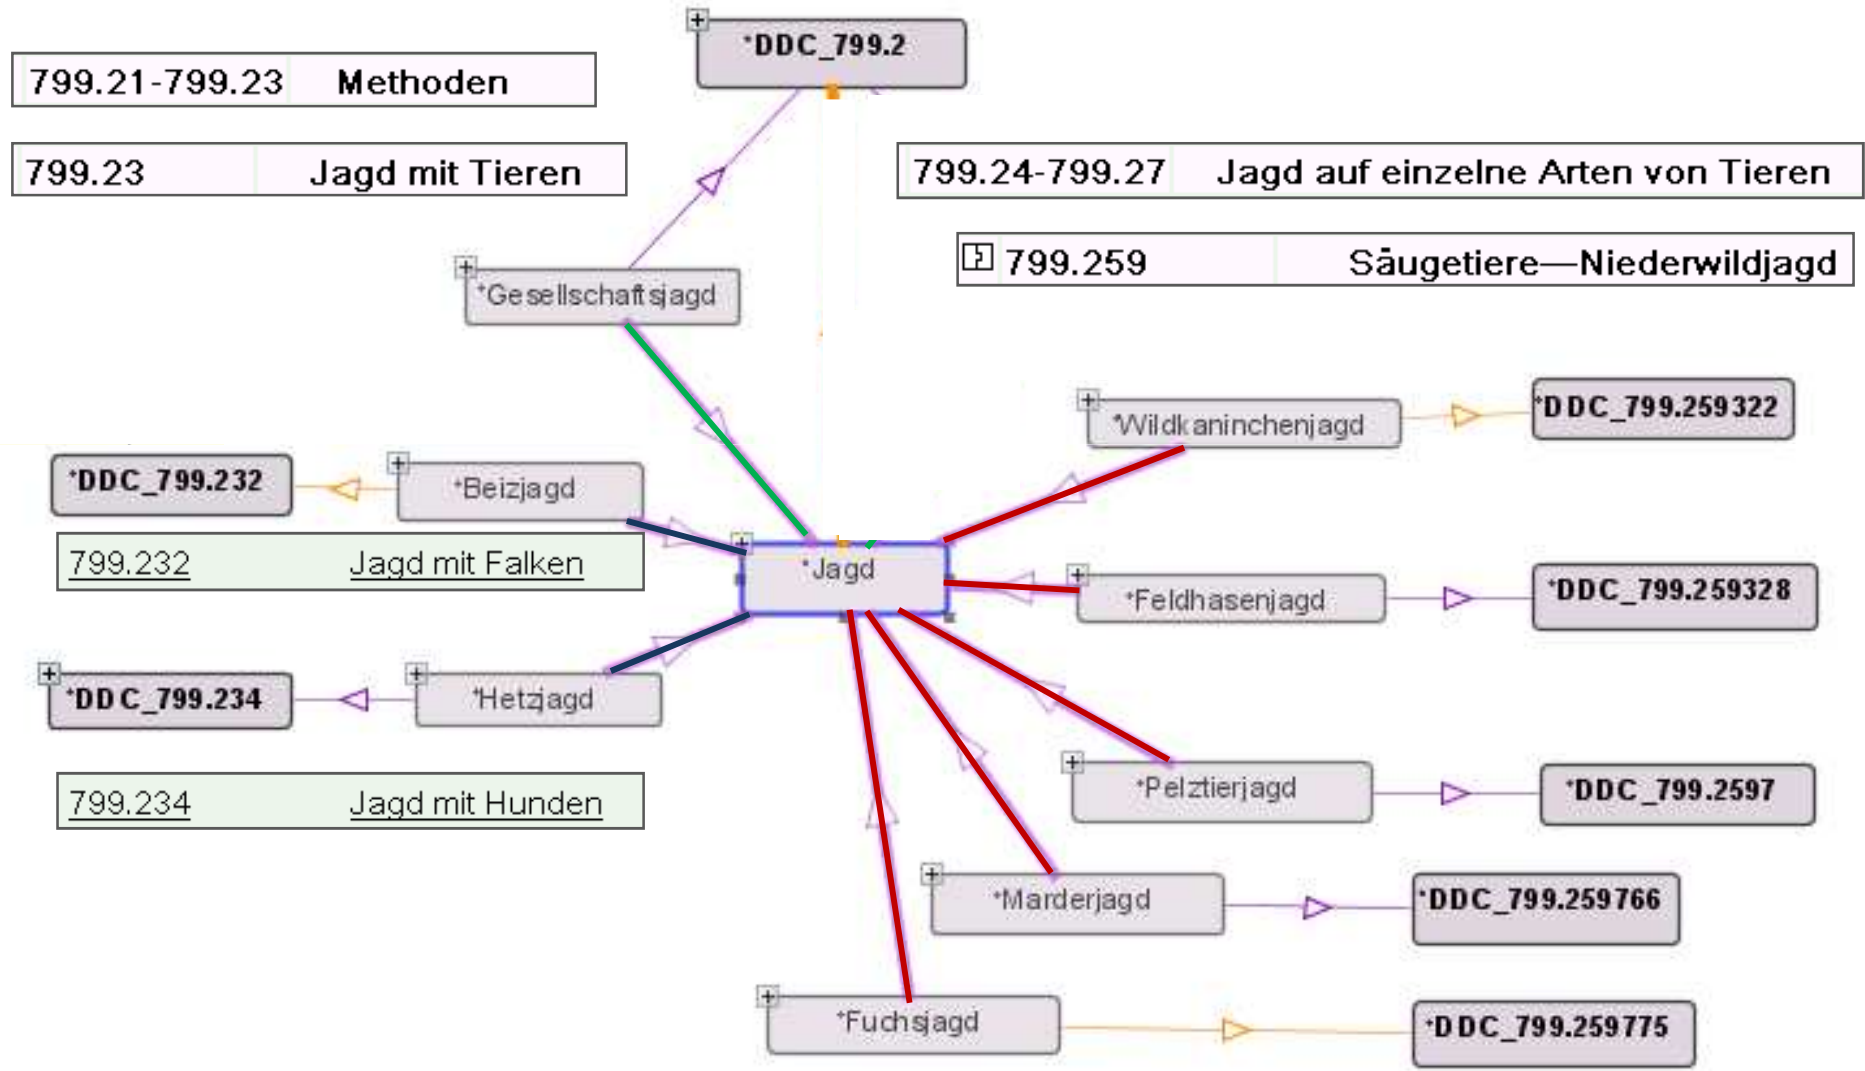 *DDC_799.2
799.21-799.23 Methoden
799.23 Jagd mit Tieren
799.24-799.27 Jagd auf einzelne Arten von Tieren
799.259 Säugetiere—Niederwildjagd
*Gesellschaftsjagd
*Wildkaninchenjagd
*DDC_799.259322
*DDC_799.232
*Beizjagd
799.232 Jagd mit Falken
*Jagd
*Feldhasenjagd
*DDC_799.259328
*DDC_799.234
*Hetzjagd
799.234 Jagd mit Hunden
*Pelztierjagd
*DDC_799.2597
*Marderjagd
*DDC_799.259766
*Fuchsjagd
*DDC_799.259775